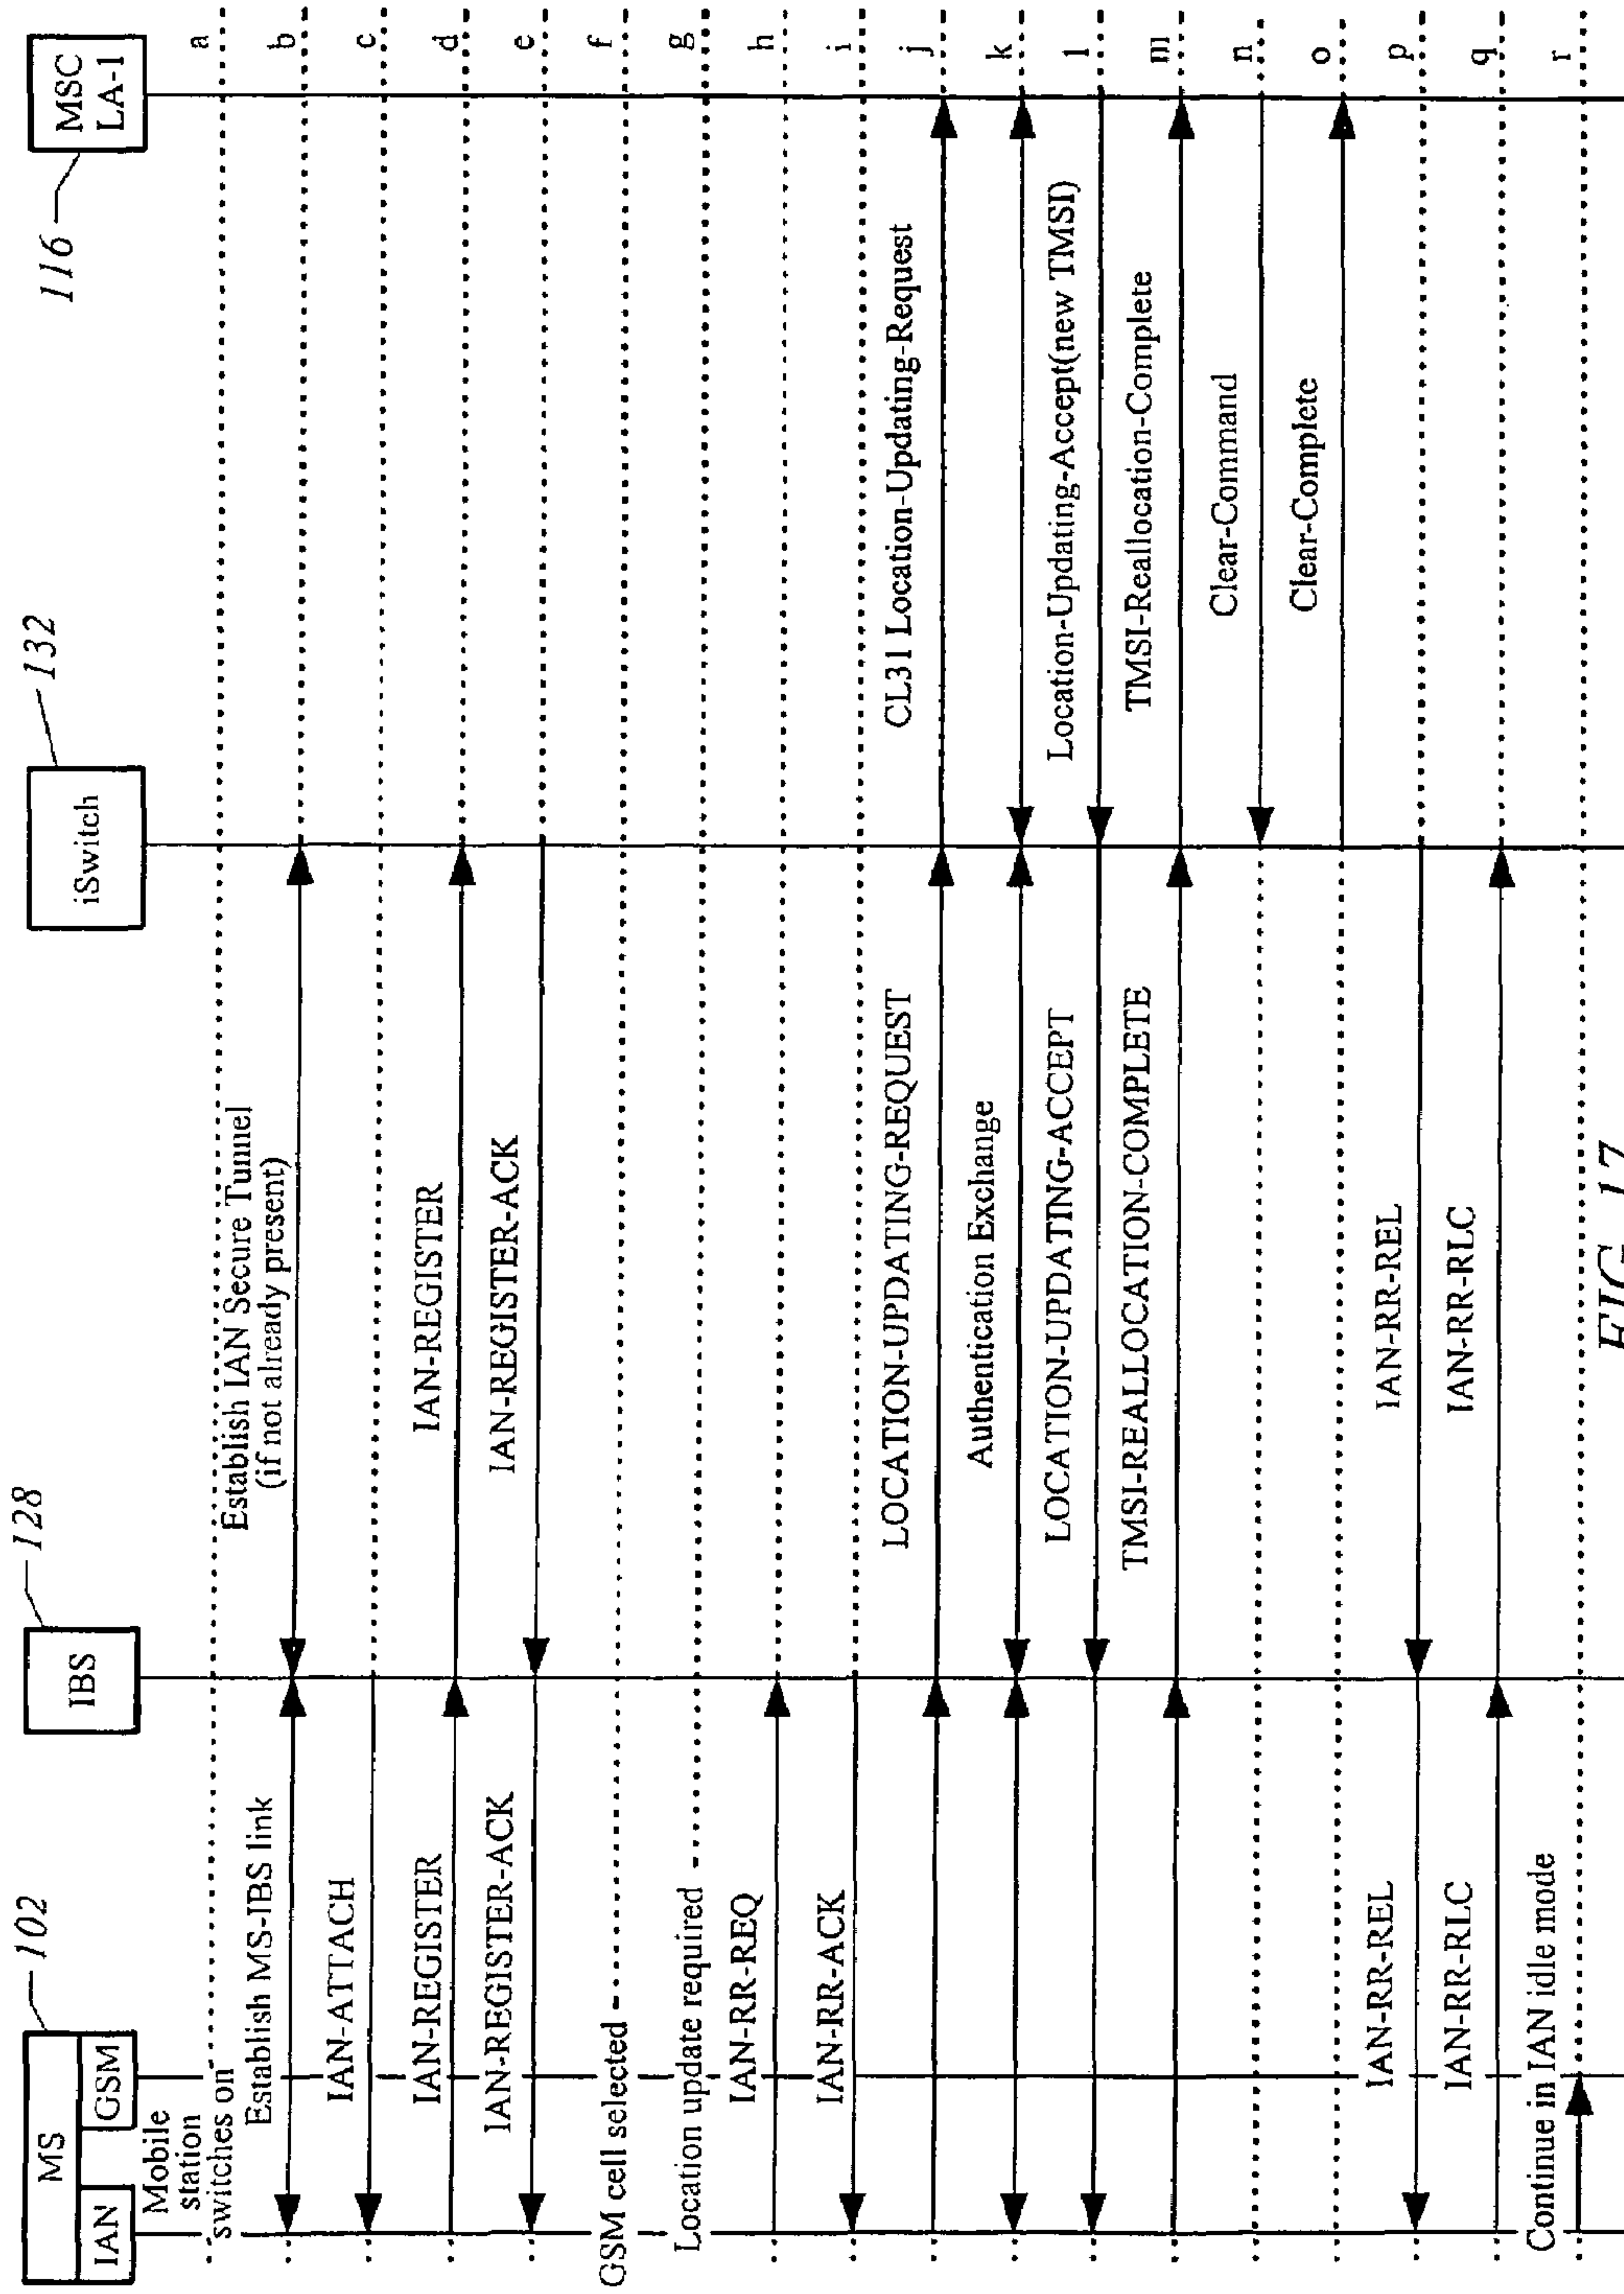 102
128
132
116
MS
IAN
GSM
IBS
iSwitch
MSC
LA-1
Mobile
station
switches on
a
Establish MS-IBS link
Establish IAN Secure Tunnel
(if not already present)
b
IAN-ATTACH
c
IAN-REGISTER
IAN-REGISTER
d
IAN-REGISTER-ACK
IAN-REGISTER-ACK
e
GSM cell selected
f
Location update required
g
IAN-RR-REQ
h
IAN-RR-ACK
i
LOCATION-UPDATING-REQUEST
CL31 Location-Updating-Request
j
Authentication Exchange
k
LOCATION-UPDATING-ACCEPT
Location-Updating-Accept(new TMSI)
l
TMSI-REALLOCATION-COMPLETE
TMSI-Reallocation-Complete
m
Clear-Command
n
Clear-Complete
o
IAN-RR-REL
IAN-RR-REL
p
IAN-RR-RLC
IAN-RR-RLC
q
Continue in IAN idle mode
r
FIG. 17